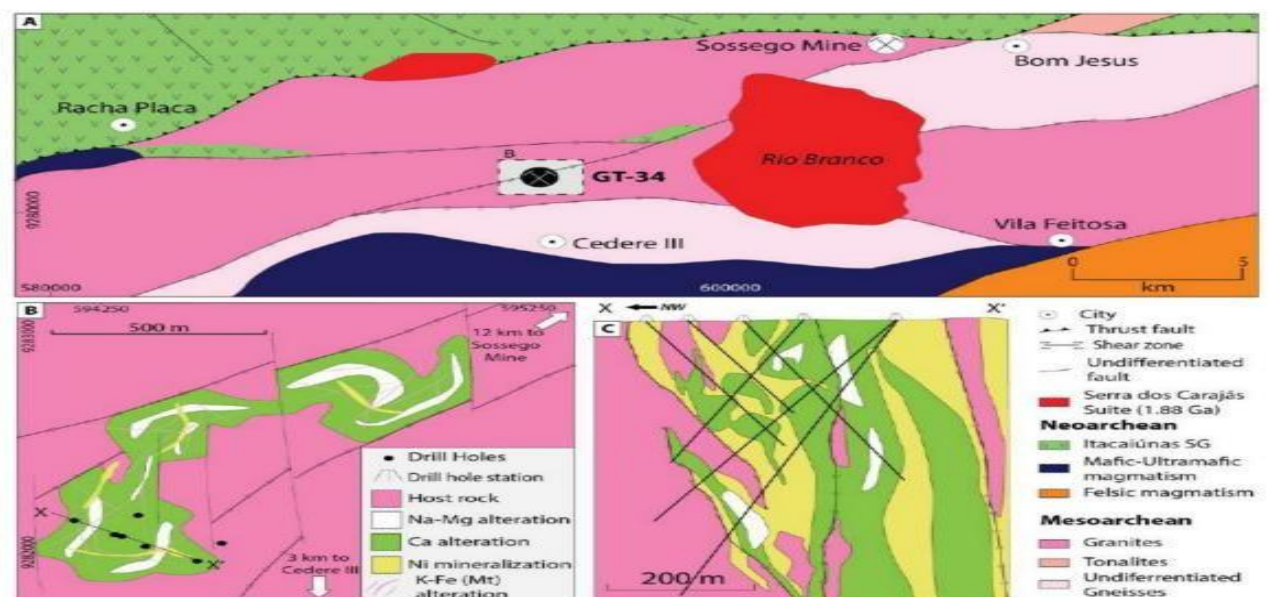 A
Sossego Mine
Bom Jesus
Racha Placa
B
GT-34
Rio Branco
9280000
Cedere III
Vila Feitosa
0 5
km
580000
600000
B
594250
595250
500 m
12 km to
Sossego
Mine
X
X'
3 km to
Cedere III
9282000
Drill Holes
Drill hole station
Host rock
Na-Mg alteration
Ca alteration
Ni mineralization
K-Fe (Mt)
alteration
X NW X'
C
200 m
City
Thrust fault
Shear zone
Undifferentiated
fault
Serra dos Carajás
Suite (1.88 Ga)
Neoarchean
Itacaiúnas SG
Mafic-Ultramafic
magmatism
Felsic magmatism
Mesoarchean
Granites
Tonalites
Undiferrentiated
Gneisses